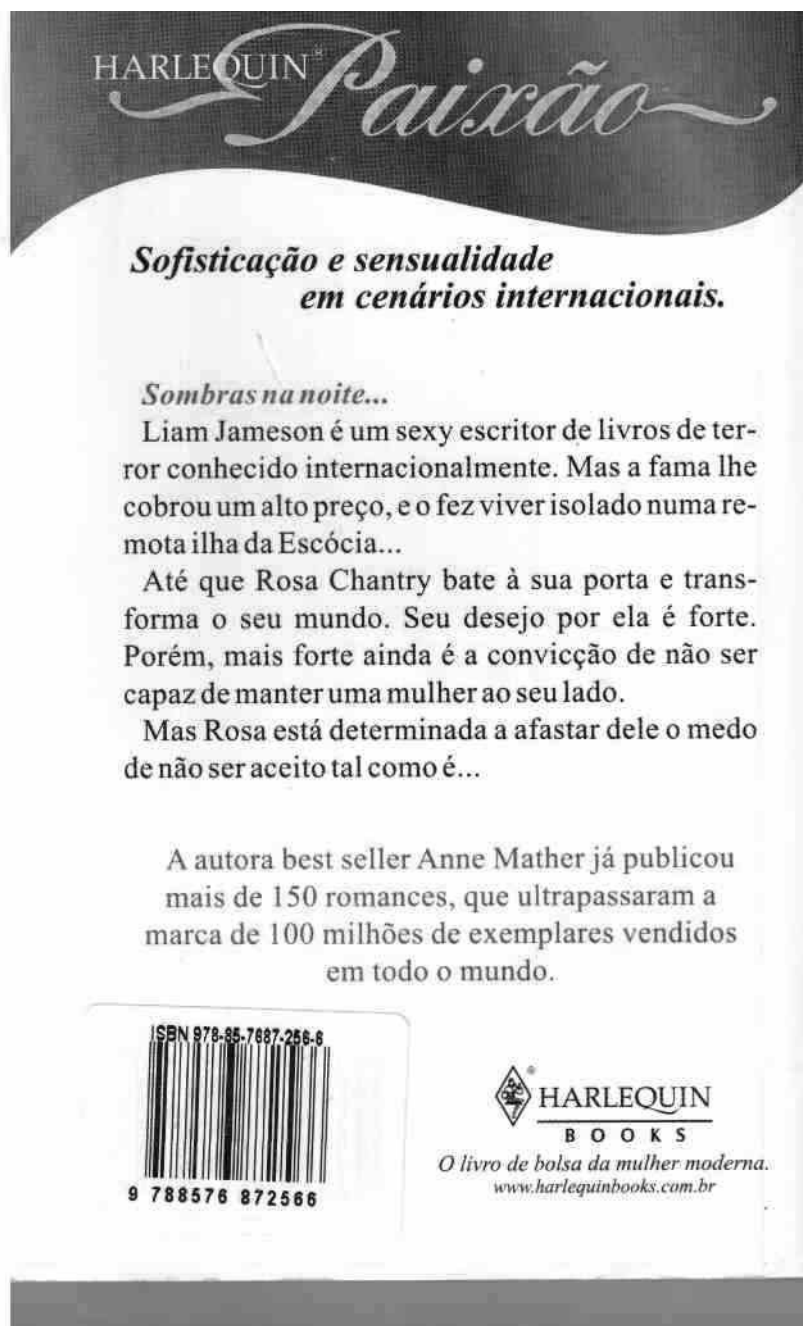 HARLEQUIN®
Paixão
Sofisticação e sensualidade
em cenários internacionais.
Sombras na noite...
Liam Jameson é um sexy escritor de livros de ter-
ror conhecido internacionalmente. Mas a fama lhe
cobrou um alto preço, e o fez viver isolado numa re-
mota ilha da Escócia...
Até que Rosa Chantry bate à sua porta e trans-
forma o seu mundo. Seu desejo por ela é forte.
Porém, mais forte ainda é a convicção de não ser
capaz de manter uma mulher ao seu lado.
Mas Rosa está determinada a afastar dele o medo
de não ser aceito tal como é...
A autora best seller Anne Mather já publicou
mais de 150 romances, que ultrapassaram a
marca de 100 milhões de exemplares vendidos
em todo o mundo.
ISBN 978-85-7687-256-6
9 788576 872566
® HARLEQUIN
BOOKS
O livro de bolsa da mulher moderna.
www.harlequinbooks.com.br